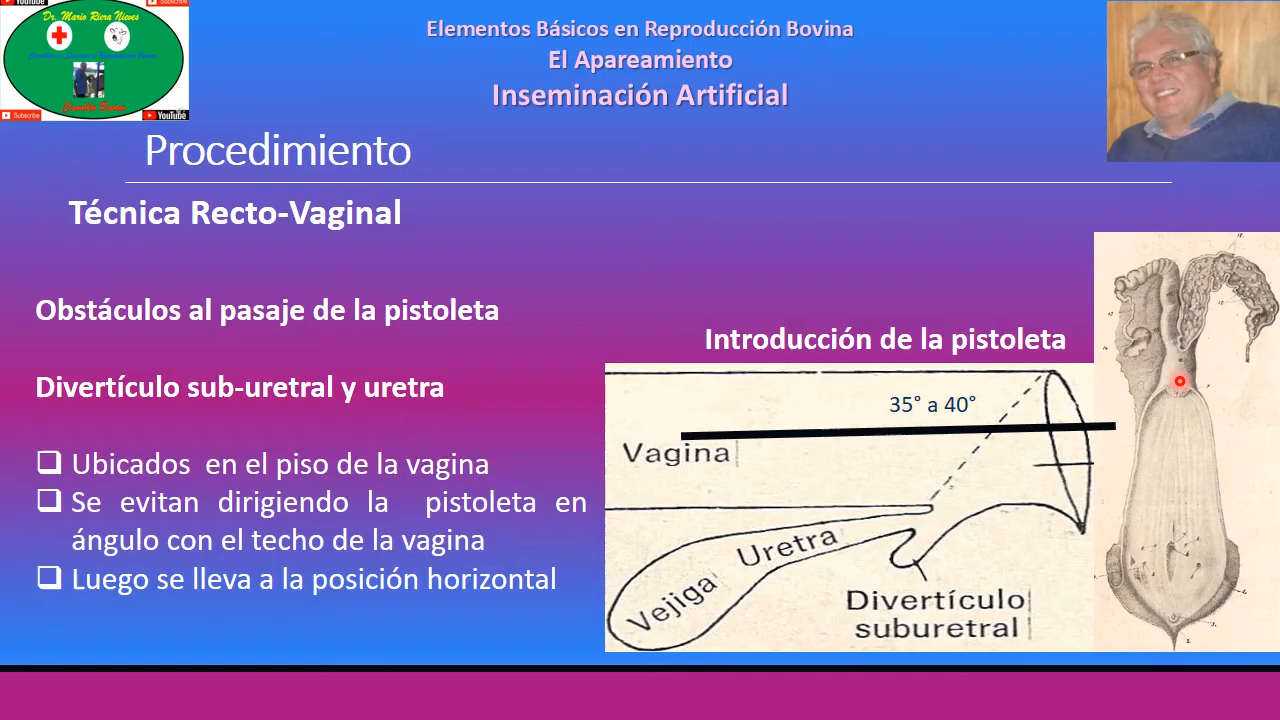 YouTube
Subscribe
Dr. Mario Riera Nieves
Elementos Básicos en Reproducción Bovina
El Apareamiento
Inseminación Artificial
Subscribe
YouTube
Procedimiento
Técnica Recto-Vaginal
Obstáculos al pasaje de la pistoleta
Introducción de la pistoleta
Divertículo sub-uretral y uretra
❑ Ubicados en el piso de la vagina
❑ Se evitan dirigiendo la pistoleta en
ángulo con el techo de la vagina
❑ Luego se lleva a la posición horizontal
35° a 40°
Vagina
Uretra
Vejiga
Divertículo
suburetral